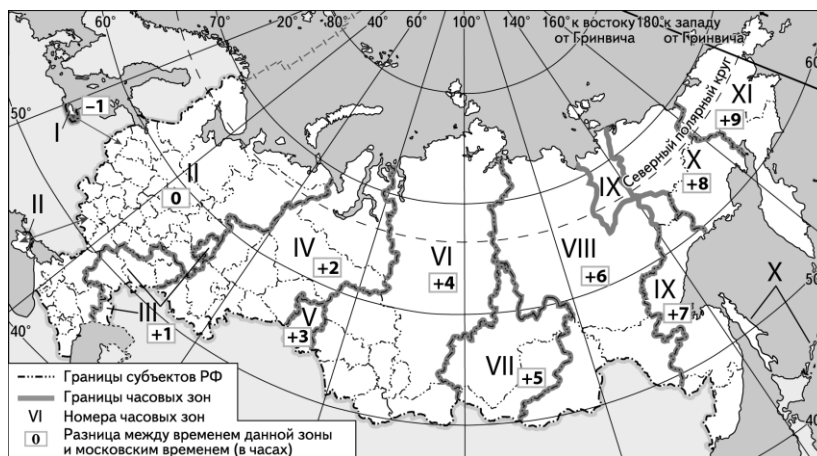 60° 70° 20° 80° 40° 60° 100° 140° 160° к востоку от Гринвича 180° к западу от Гринвича
50°
I
−1
II
II
0
40°
III
+1
IV
+2
V
+3
VI
+4
VII
+5
VIII
+6
IX
IX
+7
X
+8
XI
+9
X
Северный полярный круг
60
50
40
Границы субъектов РФ
Границы часовых зон
VI Номера часовых зон
0 Разница между временем данной зоны
и московским временем (в часах)